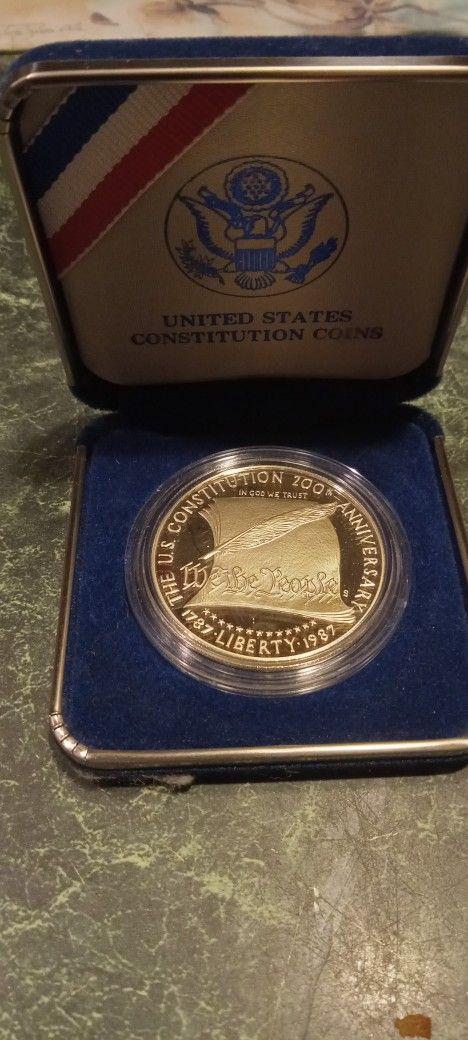 UNITED STATES
CONSTITUTION COINS
THE U.S. CONSTITUTION 200TH ANNIVERSARY
IN GOD WE TRUST
We the People
S
1787 · LIBERTY · 1987